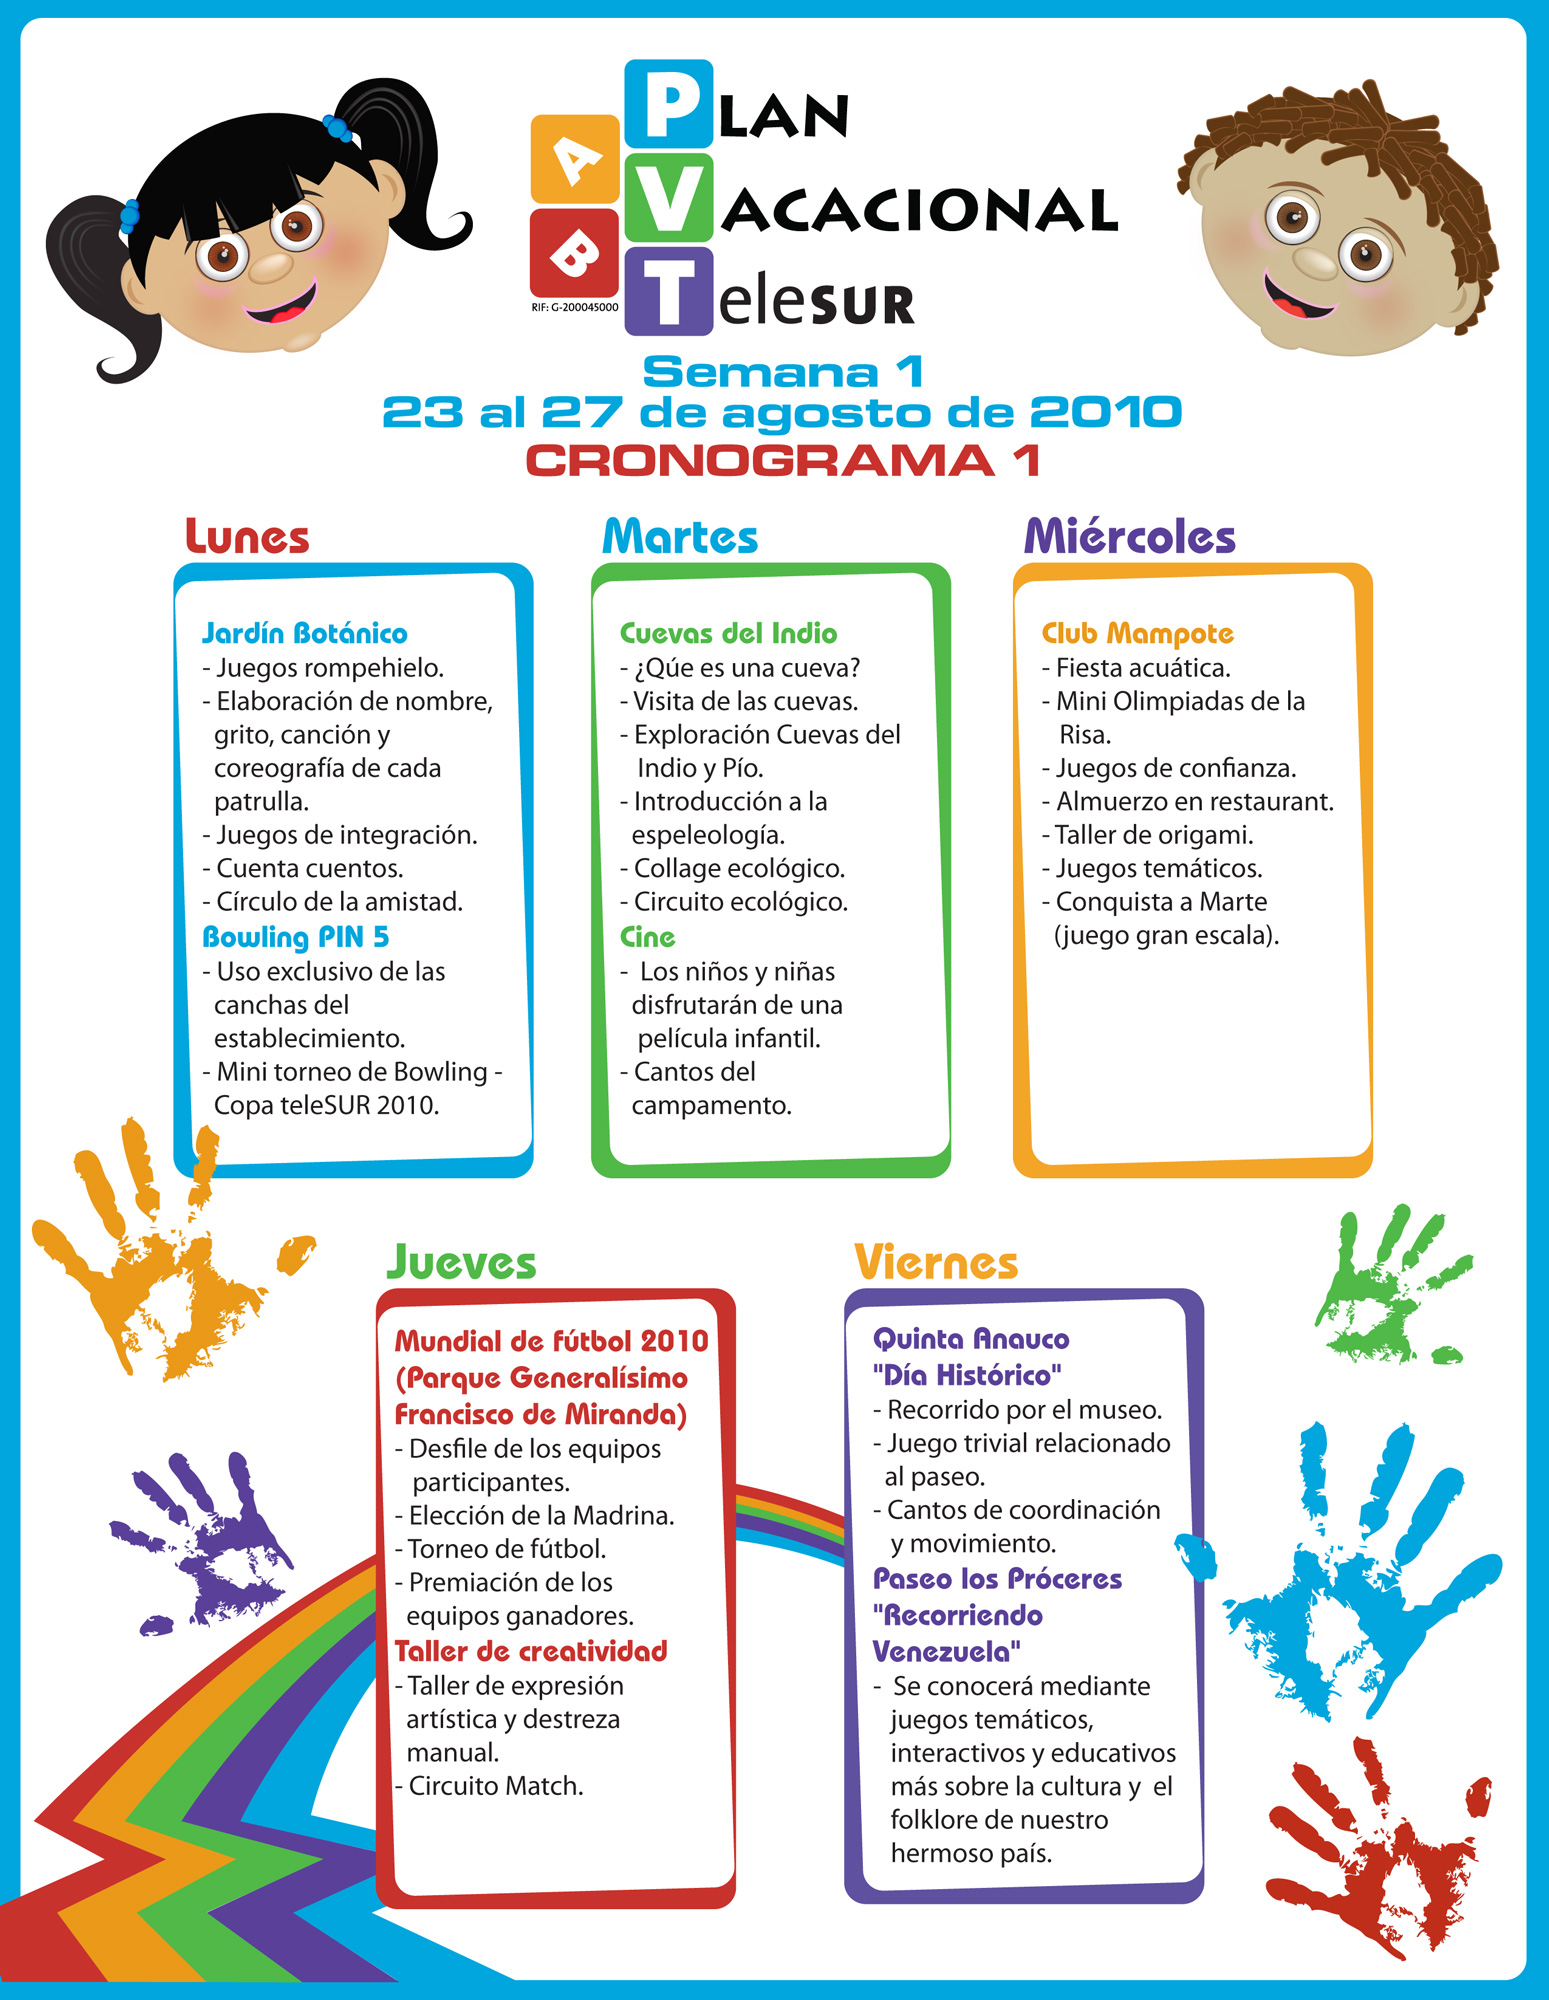 A
B
RIF: G-200045000
PLAN
VACACIONAL
TeleSUR
Semana 1
23 al 27 de agosto de 2010
CRONOGRAMA 1
Lunes
Jardín Botánico
- Juegos rompehielo.
- Elaboración de nombre,
grito, canción y
coreografía de cada
patrulla.
- Juegos de integración.
- Cuenta cuentos.
- Círculo de la amistad.
Bowling PIN 5
- Uso exclusivo de las
canchas del
establecimiento.
- Mini torneo de Bowling -
Copa teleSUR 2010.
Martes
Cuevas del Indio
- ¿Qúe es una cueva?
- Visita de las cuevas.
- Exploración Cuevas del
Indio y Pío.
- Introducción a la
espeleología.
- Collage ecológico.
- Circuito ecológico.
Cine
- Los niños y niñas
disfrutarán de una
película infantil.
- Cantos del
campamento.
Miércoles
Club Mampote
- Fiesta acuática.
- Mini Olimpiadas de la
Risa.
- Juegos de confianza.
- Almuerzo en restaurant.
- Taller de origami.
- Juegos temáticos.
- Conquista a Marte
(juego gran escala).
Jueves
Mundial de fútbol 2010
(Parque Generalísimo
Francisco de Miranda)
- Desfile de los equipos
participantes.
- Elección de la Madrina.
- Torneo de fútbol.
- Premiación de los
equipos ganadores.
Taller de creatividad
- Taller de expresión
artística y destreza
manual.
- Circuito Match.
Viernes
Quinta Anauco
"Día Histórico"
- Recorrido por el museo.
- Juego trivial relacionado
al paseo.
- Cantos de coordinación
y movimiento.
Paseo los Próceres
"Recorriendo
Venezuela"
- Se conocerá mediante
juegos temáticos,
interactivos y educativos
más sobre la cultura y el
folklore de nuestro
hermoso país.